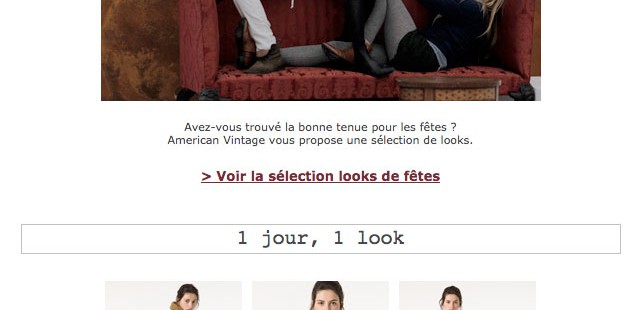 Avez-vous trouvé la bonne tenue pour les fêtes ?
American Vintage vous propose une sélection de looks.
> Voir la sélection looks de fêtes
1 jour, 1 look